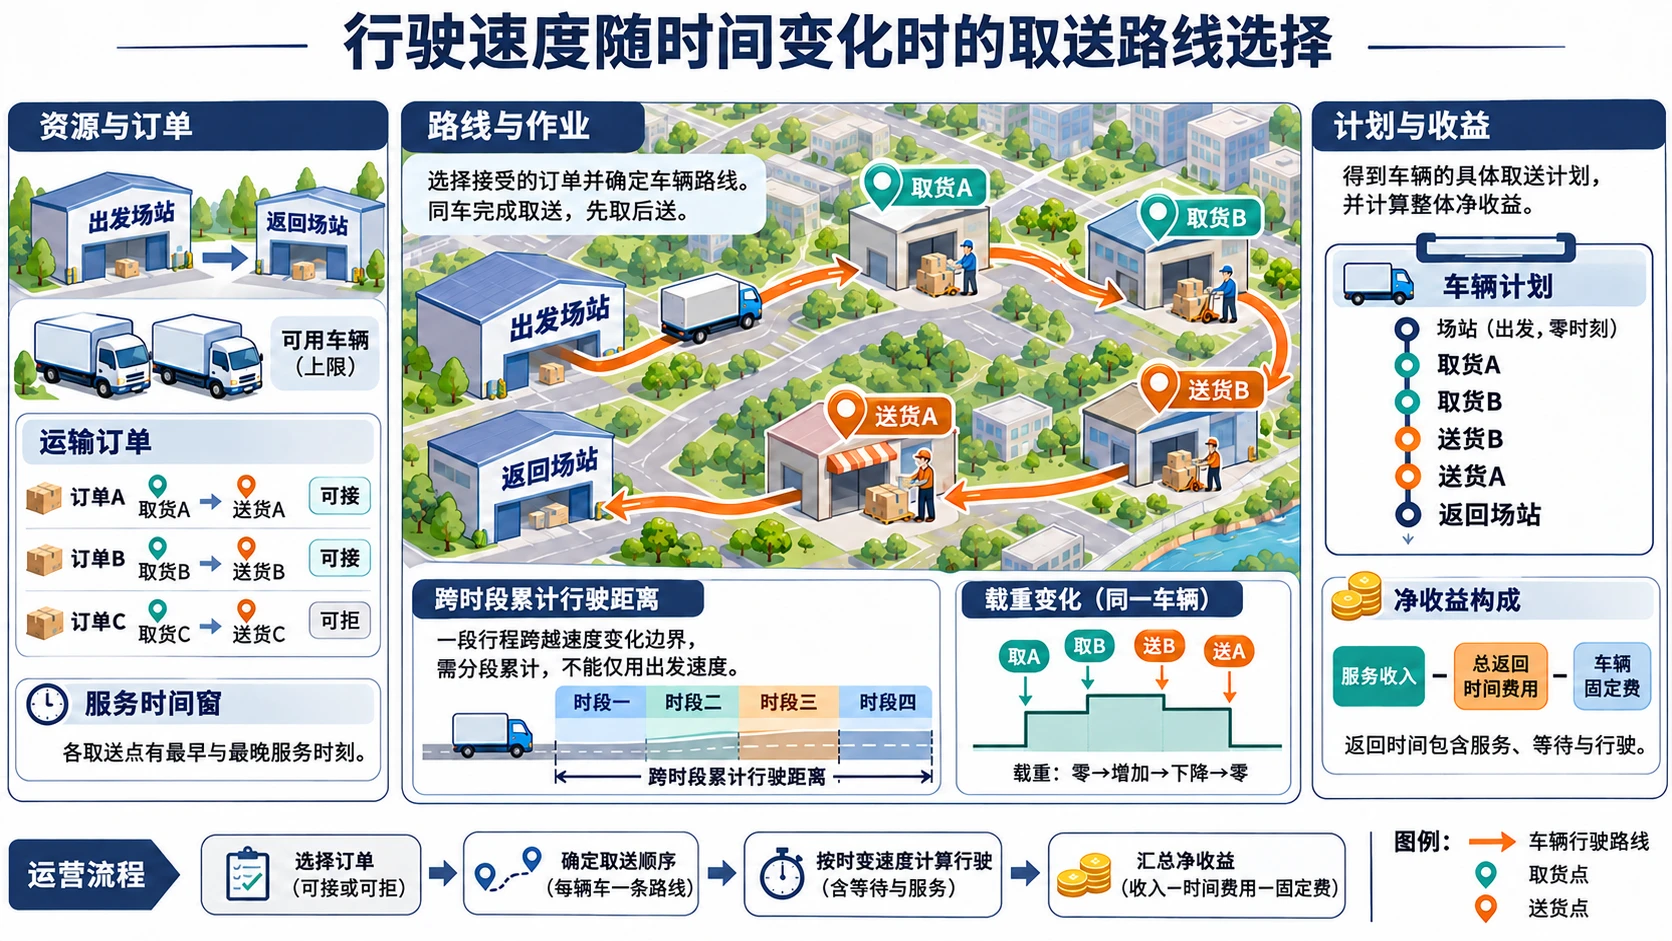 行驶速度随时间变化时的取送路线选择
资源与订单
出发场站
返回场站
可用车辆
（上限）
运输订单
订单A
取货A
送货A
可接
订单B
取货B
送货B
可接
订单C
取货C
送货C
可拒
服务时间窗
各取送点有最早与最晚服务时刻。
路线与作业
选择接受的订单并确定车辆路线。
同车完成取送，先取后送。
取货A
取货B
出发场站
送货B
送货A
返回场站
跨时段累计行驶距离
一段行程跨越速度变化边界，
需分段累计，不能仅用出发速度。
时段一
时段二
时段三
时段四
跨时段累计行驶距离
载重变化（同一车辆）
取A
取B
送B
送A
载重：零→增加→下降→零
计划与收益
得到车辆的具体取送计划，
并计算整体净收益。
车辆计划
场站（出发，零时刻）
取货A
取货B
送货B
送货A
返回场站
净收益构成
服务收入
−
总返回
时间费用
−
车辆
固定费
返回时间包含服务、等待与行驶。
运营流程
选择订单
（可接或可拒）
确定取送顺序
（每辆车一条路线）
按时变速度计算行驶
（含等待与服务）
汇总净收益
（收入−时间费用−固定费）
图例：
车辆行驶路线
取货点
送货点